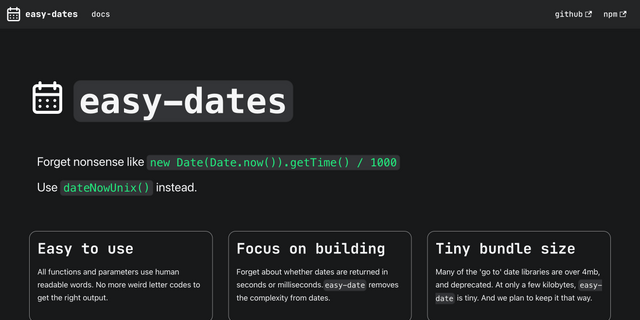 easy-dates docs github npm
easy-dates
Forget nonsense like new Date(Date.now()).getTime() / 1000
Use dateNowUnix() instead.
Easy to use
All functions and parameters use human
readable words. No more weird letter codes to
get the right output.
Focus on building
Forget about whether dates are returned in
seconds or milliseconds. easy-date removes
the complexity from dates.
Tiny bundle size
Many of the 'go to' date libraries are over 4mb,
and deprecated. At only a few kilobytes, easy-
date is tiny. And we plan to keep it that way.